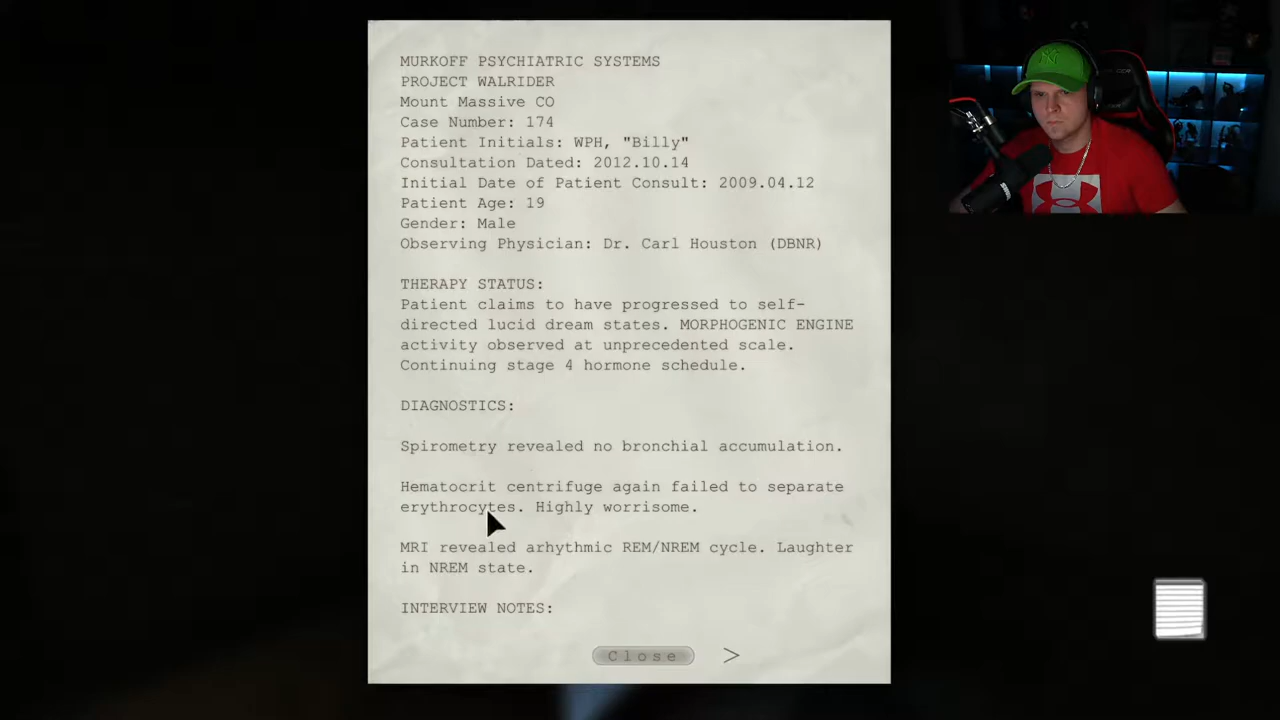 MURKOFF PSYCHIATRIC SYSTEMS
PROJECT WALRIDER
Mount Massive CO
Case Number: 174
Patient Initials: WPH, "Billy"
Consultation Dated: 2012.10.14
Initial Date of Patient Consult: 2009.04.12
Patient Age: 19
Gender: Male
Observing Physician: Dr. Carl Houston (DBNR)
THERAPY STATUS:
Patient claims to have progressed to self-
directed lucid dream states. MORPHOGENIC ENGINE
activity observed at unprecedented scale.
Continuing stage 4 hormone schedule.
DIAGNOSTICS:
Spirometry revealed no bronchial accumulation.
Hematocrit centrifuge again failed to separate
erythrocytes. Highly worrisome.
MRI revealed arhythmic REM/NREM cycle. Laughter
in NREM state.
INTERVIEW NOTES:
Close >